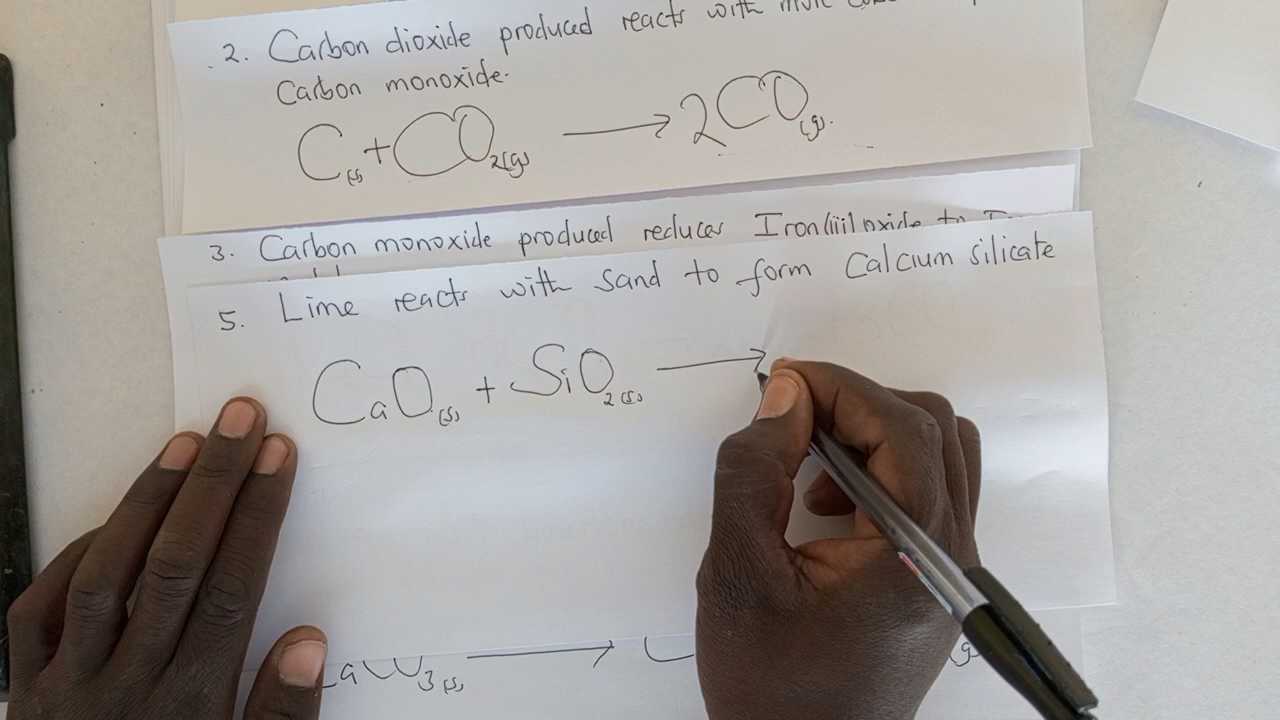 2. Carbon dioxide produced reacts with
Carbon monoxide.
C(s) + CO2(g) → 2CO(g).
3. Carbon monoxide produced reduces Iron(iii) oxide to
5. Lime reacts with Sand to form Calcium silicate
CaO(s) + SiO2(s) →
3(s) →